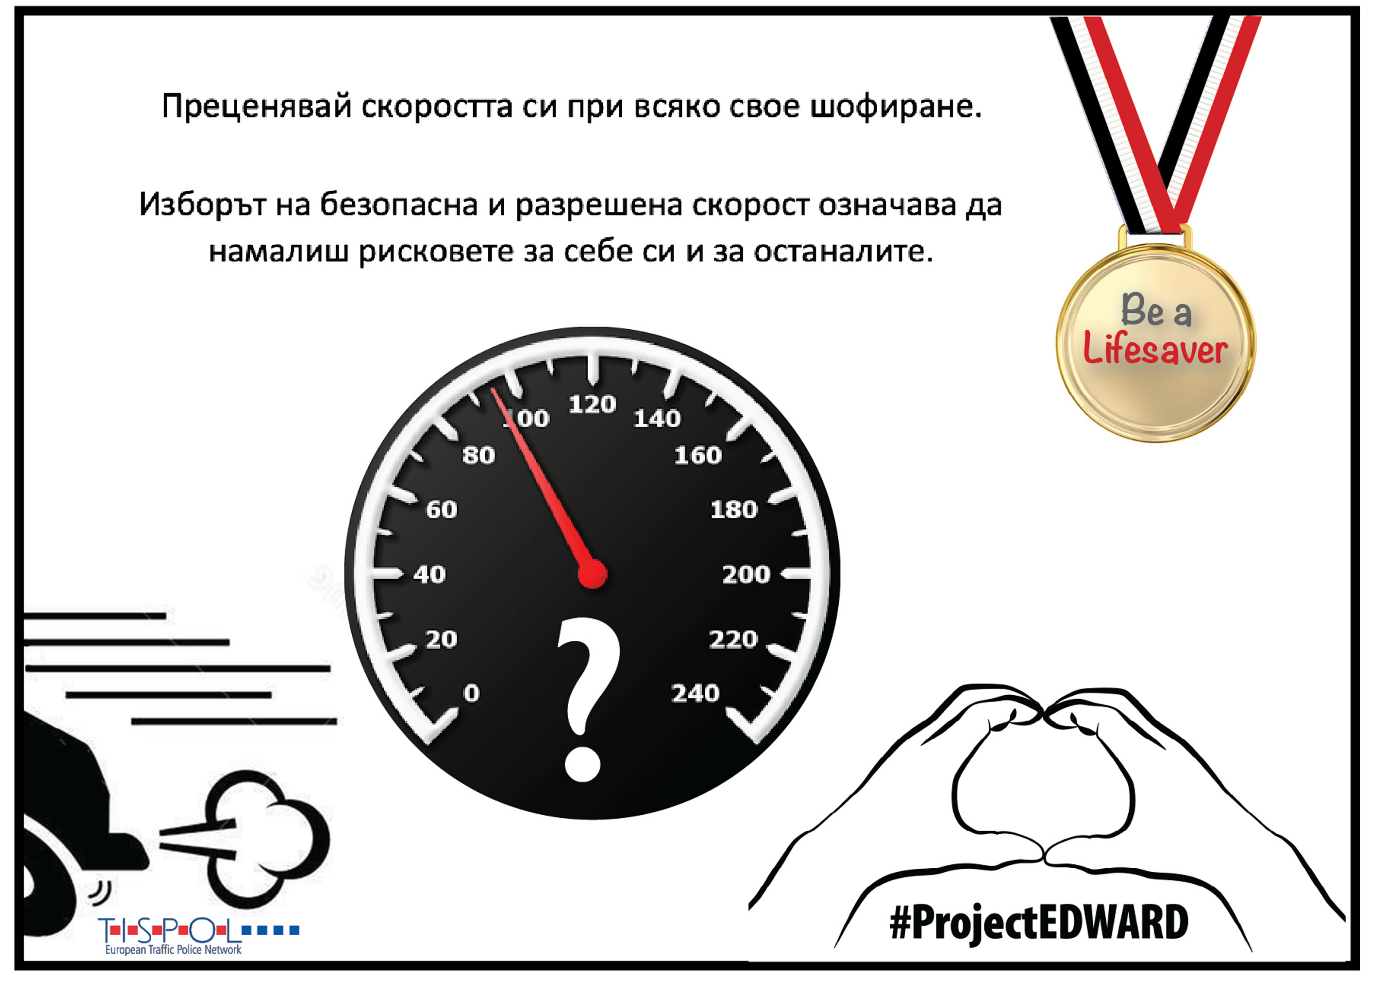 Преценявай скоростта си при всяко свое шофиране.
Изборът на безопасна и разрешена скорост означава да
намалиш рисковете за себе си и за останалите.
Be a
Lifesaver
0
20
40
60
80
100
120
140
160
180
200
220
240
?
T·I·S·P·O·L
European Traffic Police Network
#ProjectEDWARD